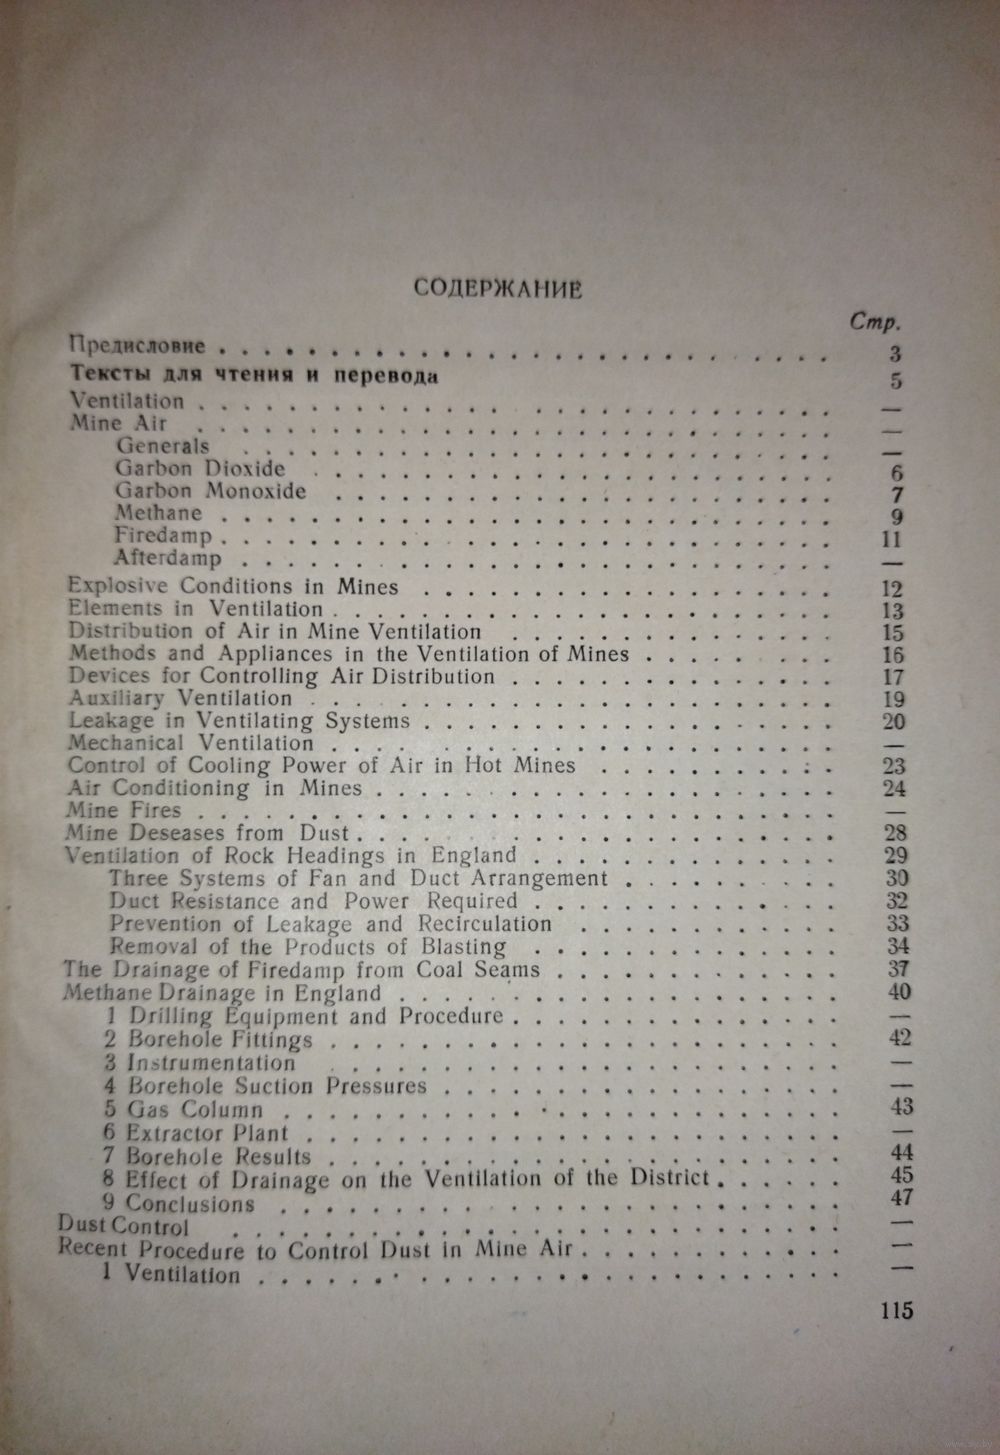 СОДЕРЖАНИЕ
Стр.
Предисловие . . . . . . . . . . . . . . . . . . . . . . . . . . 3
Тексты для чтения и перевода 5
Ventilation . . . . . . . . . . . . . . . . . . . . . . . . . . —
Mine Air . . . . . . . . . . . . . . . . . . . . . . . . . . —
Generals . . . . . . . . . . . . . . . . . . . . . . . . —
Garbon Dioxide . . . . . . . . . . . . . . . . . . . . . 6
Garbon Monoxide . . . . . . . . . . . . . . . . . . . . 7
Methane . . . . . . . . . . . . . . . . . . . . . . . . 9
Firedamp . . . . . . . . . . . . . . . . . . . . . . . . 11
Afterdamp . . . . . . . . . . . . . . . . . . . . . . . —
Explosive Conditions in Mines . . . . . . . . . . . . . . . 12
Elements in Ventilation . . . . . . . . . . . . . . . . . . 13
Distribution of Air in Mine Ventilation . . . . . . . . . . . 15
Methods and Appliances in the Ventilation of Mines . . . . . . 16
Devices for Controlling Air Distribution . . . . . . . . . . . 17
Auxiliary Ventilation . . . . . . . . . . . . . . . . . . . 19
Leakage in Ventilating Systems . . . . . . . . . . . . . . . 20
Mechanical Ventilation . . . . . . . . . . . . . . . . . . —
Control of Cooling Power of Air in Hot Mines . . . . . . . . . 23
Air Conditioning in Mines . . . . . . . . . . . . . . . . . 24
Mine Fires . . . . . . . . . . . . . . . . . . . . . . . . —
Mine Deseases from Dust . . . . . . . . . . . . . . . . . . 28
Ventilation of Rock Headings in England . . . . . . . . . . . 29
Three Systems of Fan and Duct Arrangement . . . . . . . . 30
Duct Resistance and Power Required . . . . . . . . . . . 32
Prevention of Leakage and Recirculation . . . . . . . . . . 33
Removal of the Products of Blasting . . . . . . . . . . . 34
The Drainage of Firedamp from Coal Seams . . . . . . . . . . 37
Methane Drainage in England . . . . . . . . . . . . . . . . 40
1 Drilling Equipment and Procedure . . . . . . . . . . . . —
2 Borehole Fittings . . . . . . . . . . . . . . . . . . . 42
3 Instrumentation . . . . . . . . . . . . . . . . . . . —
4 Borehole Suction Pressures . . . . . . . . . . . . . . —
5 Gas Column . . . . . . . . . . . . . . . . . . . . . 43
6 Extractor Plant . . . . . . . . . . . . . . . . . . . . —
7 Borehole Results . . . . . . . . . . . . . . . . . . . 44
8 Effect of Drainage on the Ventilation of the District . . . . . . 45
9 Conclusions . . . . . . . . . . . . . . . . . . . . . 47
Dust Control . . . . . . . . . . . . . . . . . . . . . . . —
Recent Procedure to Control Dust in Mine Air . . . . . . . . . —
1 Ventilation . . . . . . . . . . . . . . . . . . . . . . —
115